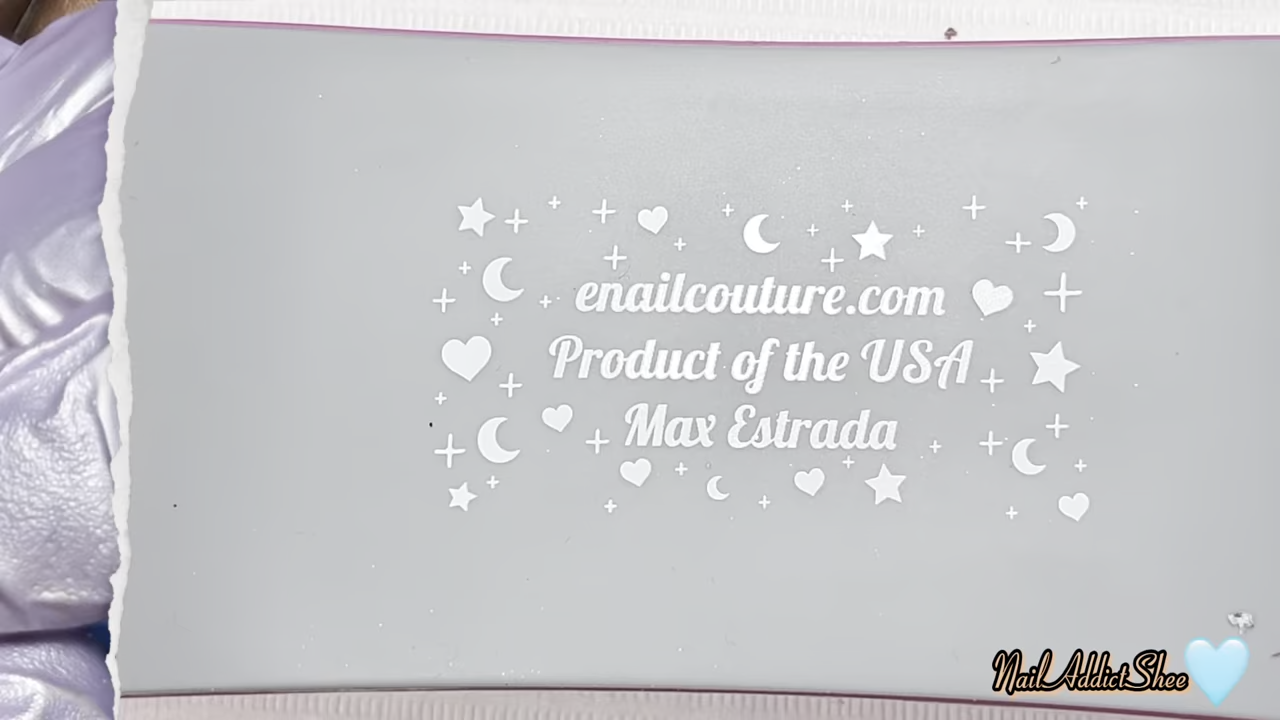 enailcouture.com
Product of the USA
Max Estrada
NailAddictShee